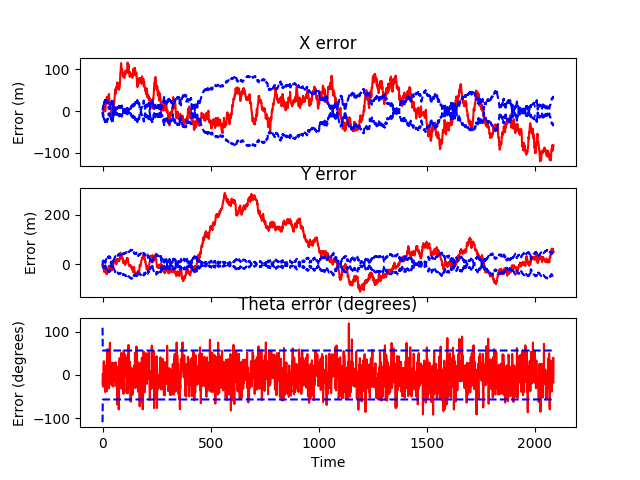 X error
Error (m)
100
0
−100
Y error
Error (m)
200
0
Theta error (degrees)
Error (degrees)
100
0
−100
0 500 1000 1500 2000
Time